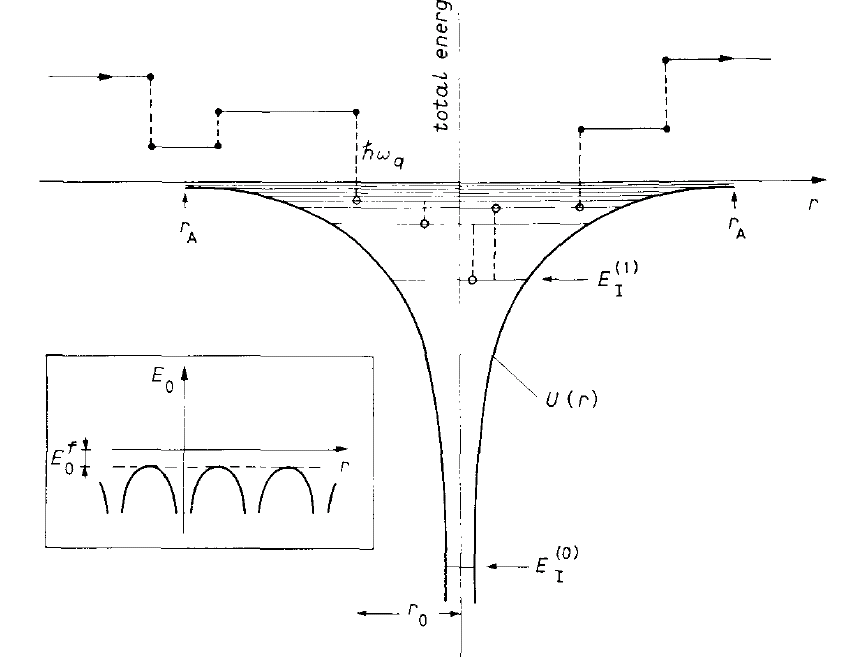 total energ
ħω_q
r
r_A
r_A
E_I^(1)
U(r)
E_0
E_0^f
r
E_I^(0)
r_0